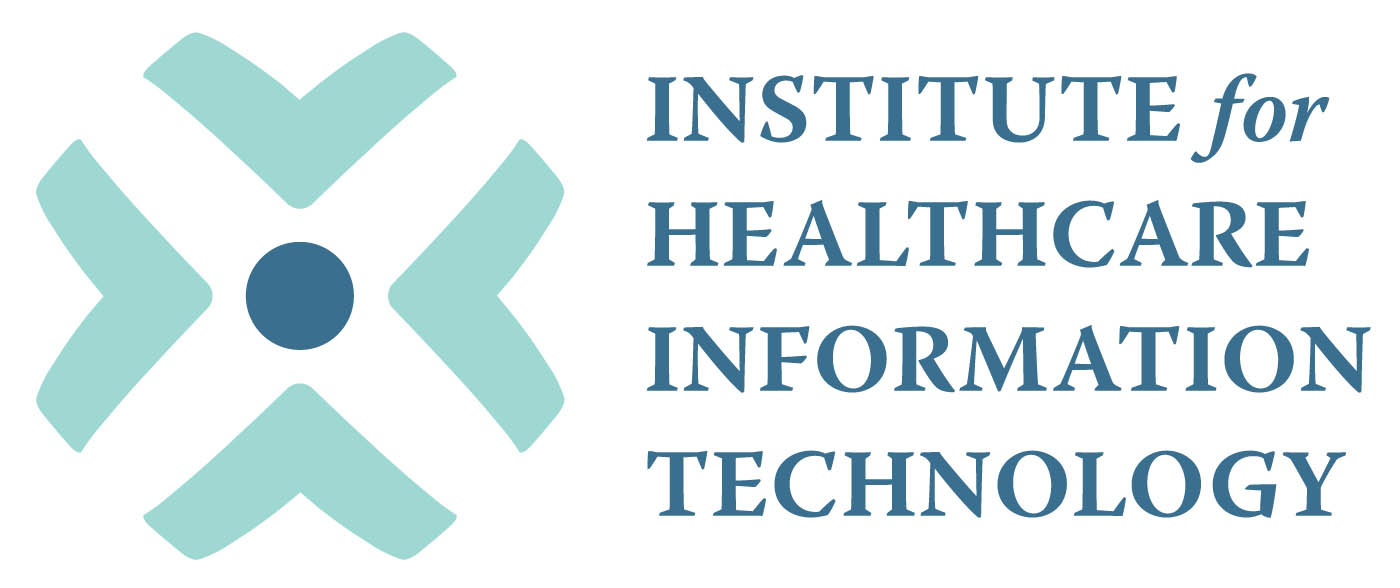 INSTITUTE for
HEALTHCARE
INFORMATION
TECHNOLOGY